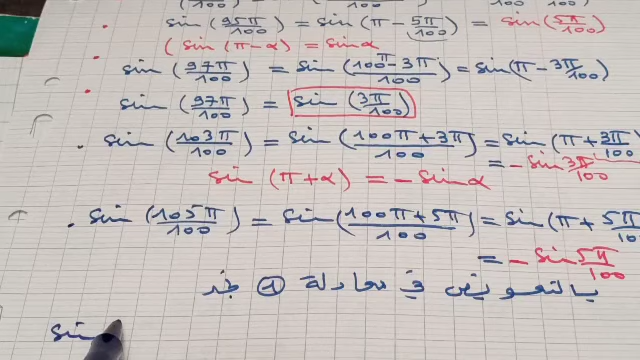 sin(95π/100) = sin(π - 5π/100) = sin(5π/100)
(sin(π-α) = sinα
sin(97π/100) = sin(100π-3π/100) = sin(π - 3π/100)
sin(97π/100) = sin(3π/100)
. sin(103π/100) = sin(100π+3π/100) = sin(π + 3π/100
= - sin 3π/100
sin(π+α) = - sinα
. sin(105π/100) = sin(100π+5π/100) = sin(π + 5π/10
= - sin 5π/100
بالتعويض في معادلة ① نجد
sin